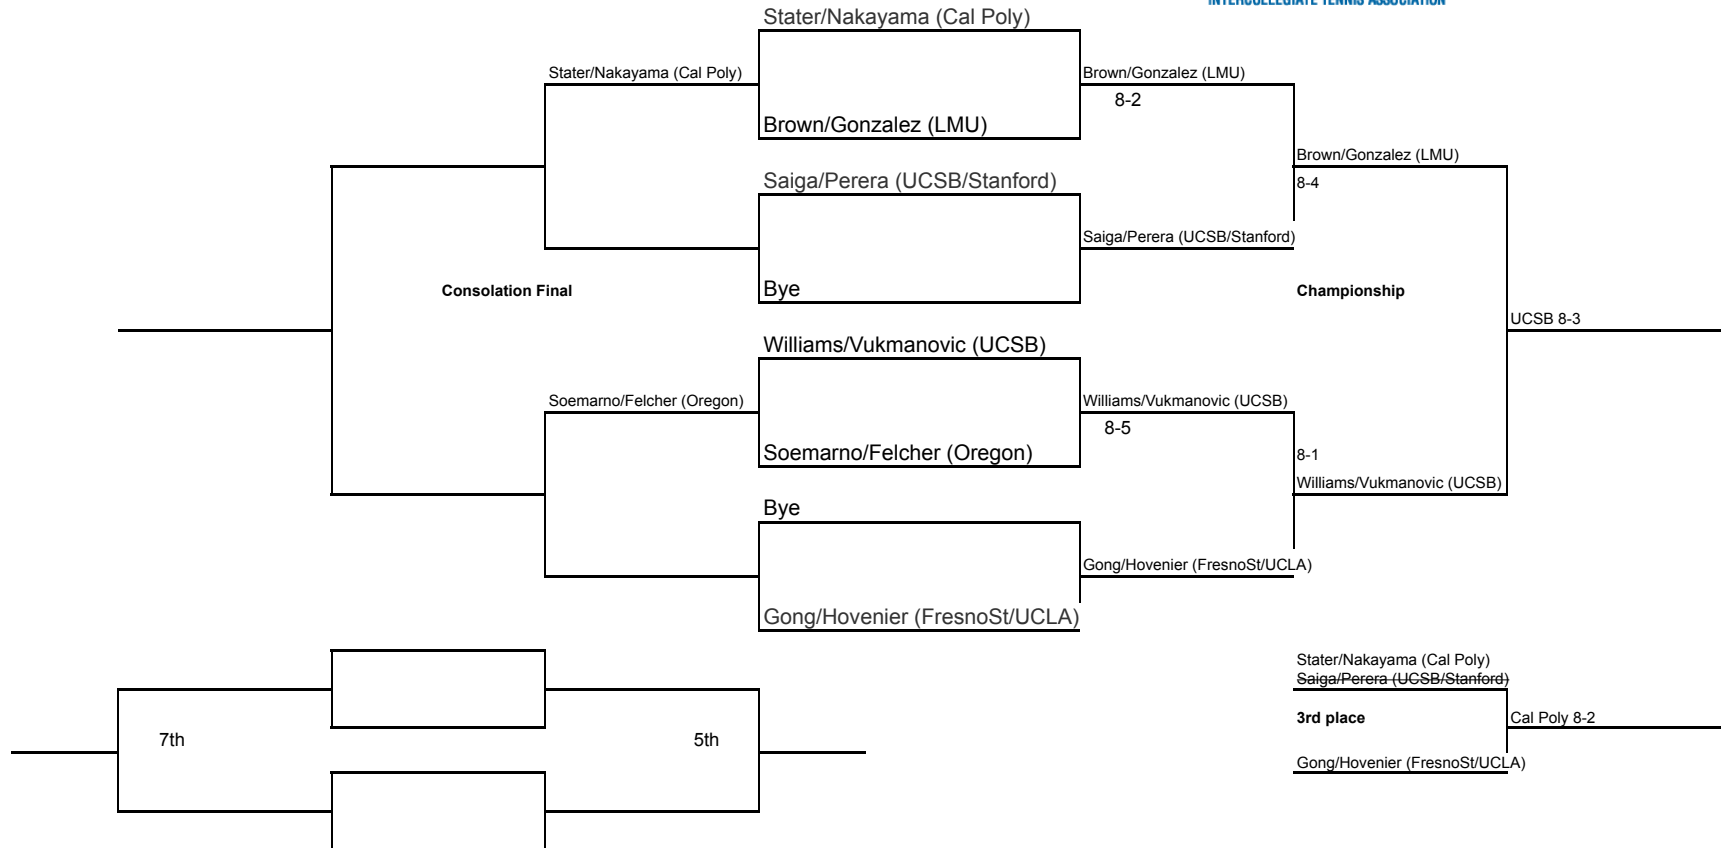 INTERCOLLEGIATE TENNIS ASSOCIATION
Stater/Nakayama (Cal Poly)
Stater/Nakayama (Cal Poly)
Brown/Gonzalez (LMU)
8-2
Brown/Gonzalez (LMU)
Brown/Gonzalez (LMU)
8-4
Saiga/Perera (UCSB/Stanford)
Saiga/Perera (UCSB/Stanford)
Consolation Final
Bye
Championship
UCSB 8-3
Williams/Vukmanovic (UCSB)
Soemarno/Felcher (Oregon)
Williams/Vukmanovic (UCSB)
8-5
Soemarno/Felcher (Oregon)
8-1
Williams/Vukmanovic (UCSB)
Bye
Gong/Hovenier (FresnoSt/UCLA)
Gong/Hovenier (FresnoSt/UCLA)
Stater/Nakayama (Cal Poly)
Saiga/Perera (UCSB/Stanford)
3rd place
Cal Poly 8-2
7th
5th
Gong/Hovenier (FresnoSt/UCLA)